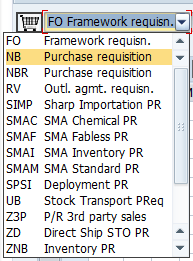 FO Framework requisn.
FO Framework requisn.
NB Purchase requisition
NBR Purchase requisition
RV Outl. agmt. requisn.
SIMP Sharp Importation PR
SMAC SMA Chemical PR
SMAF SMA Fabless PR
SMAI SMA Inventory PR
SMAM SMA Standard PR
SPSI Deployment PR
UB Stock Transport PReq
Z3P P/R 3rd party sales
ZD Direct Ship STO PR
ZNB Inventory PR